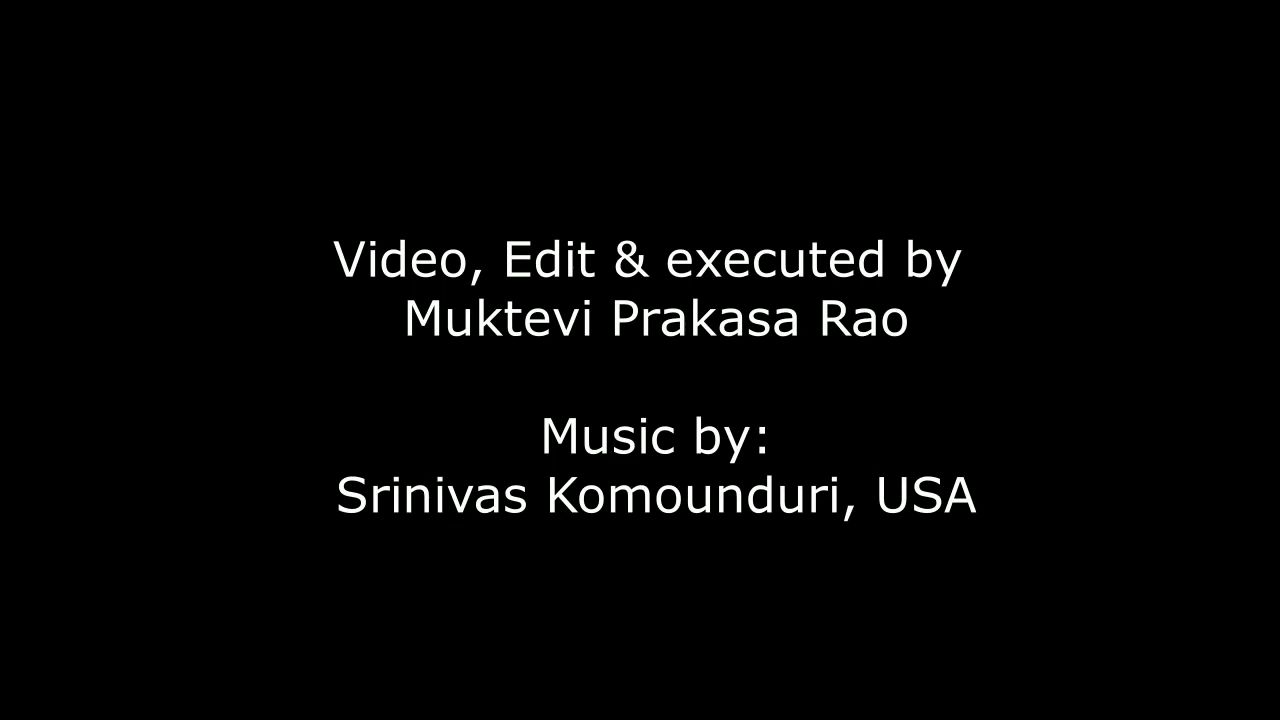 Video, Edit & executed by
Muktevi Prakasa Rao
Music by:
Srinivas Komounduri, USA